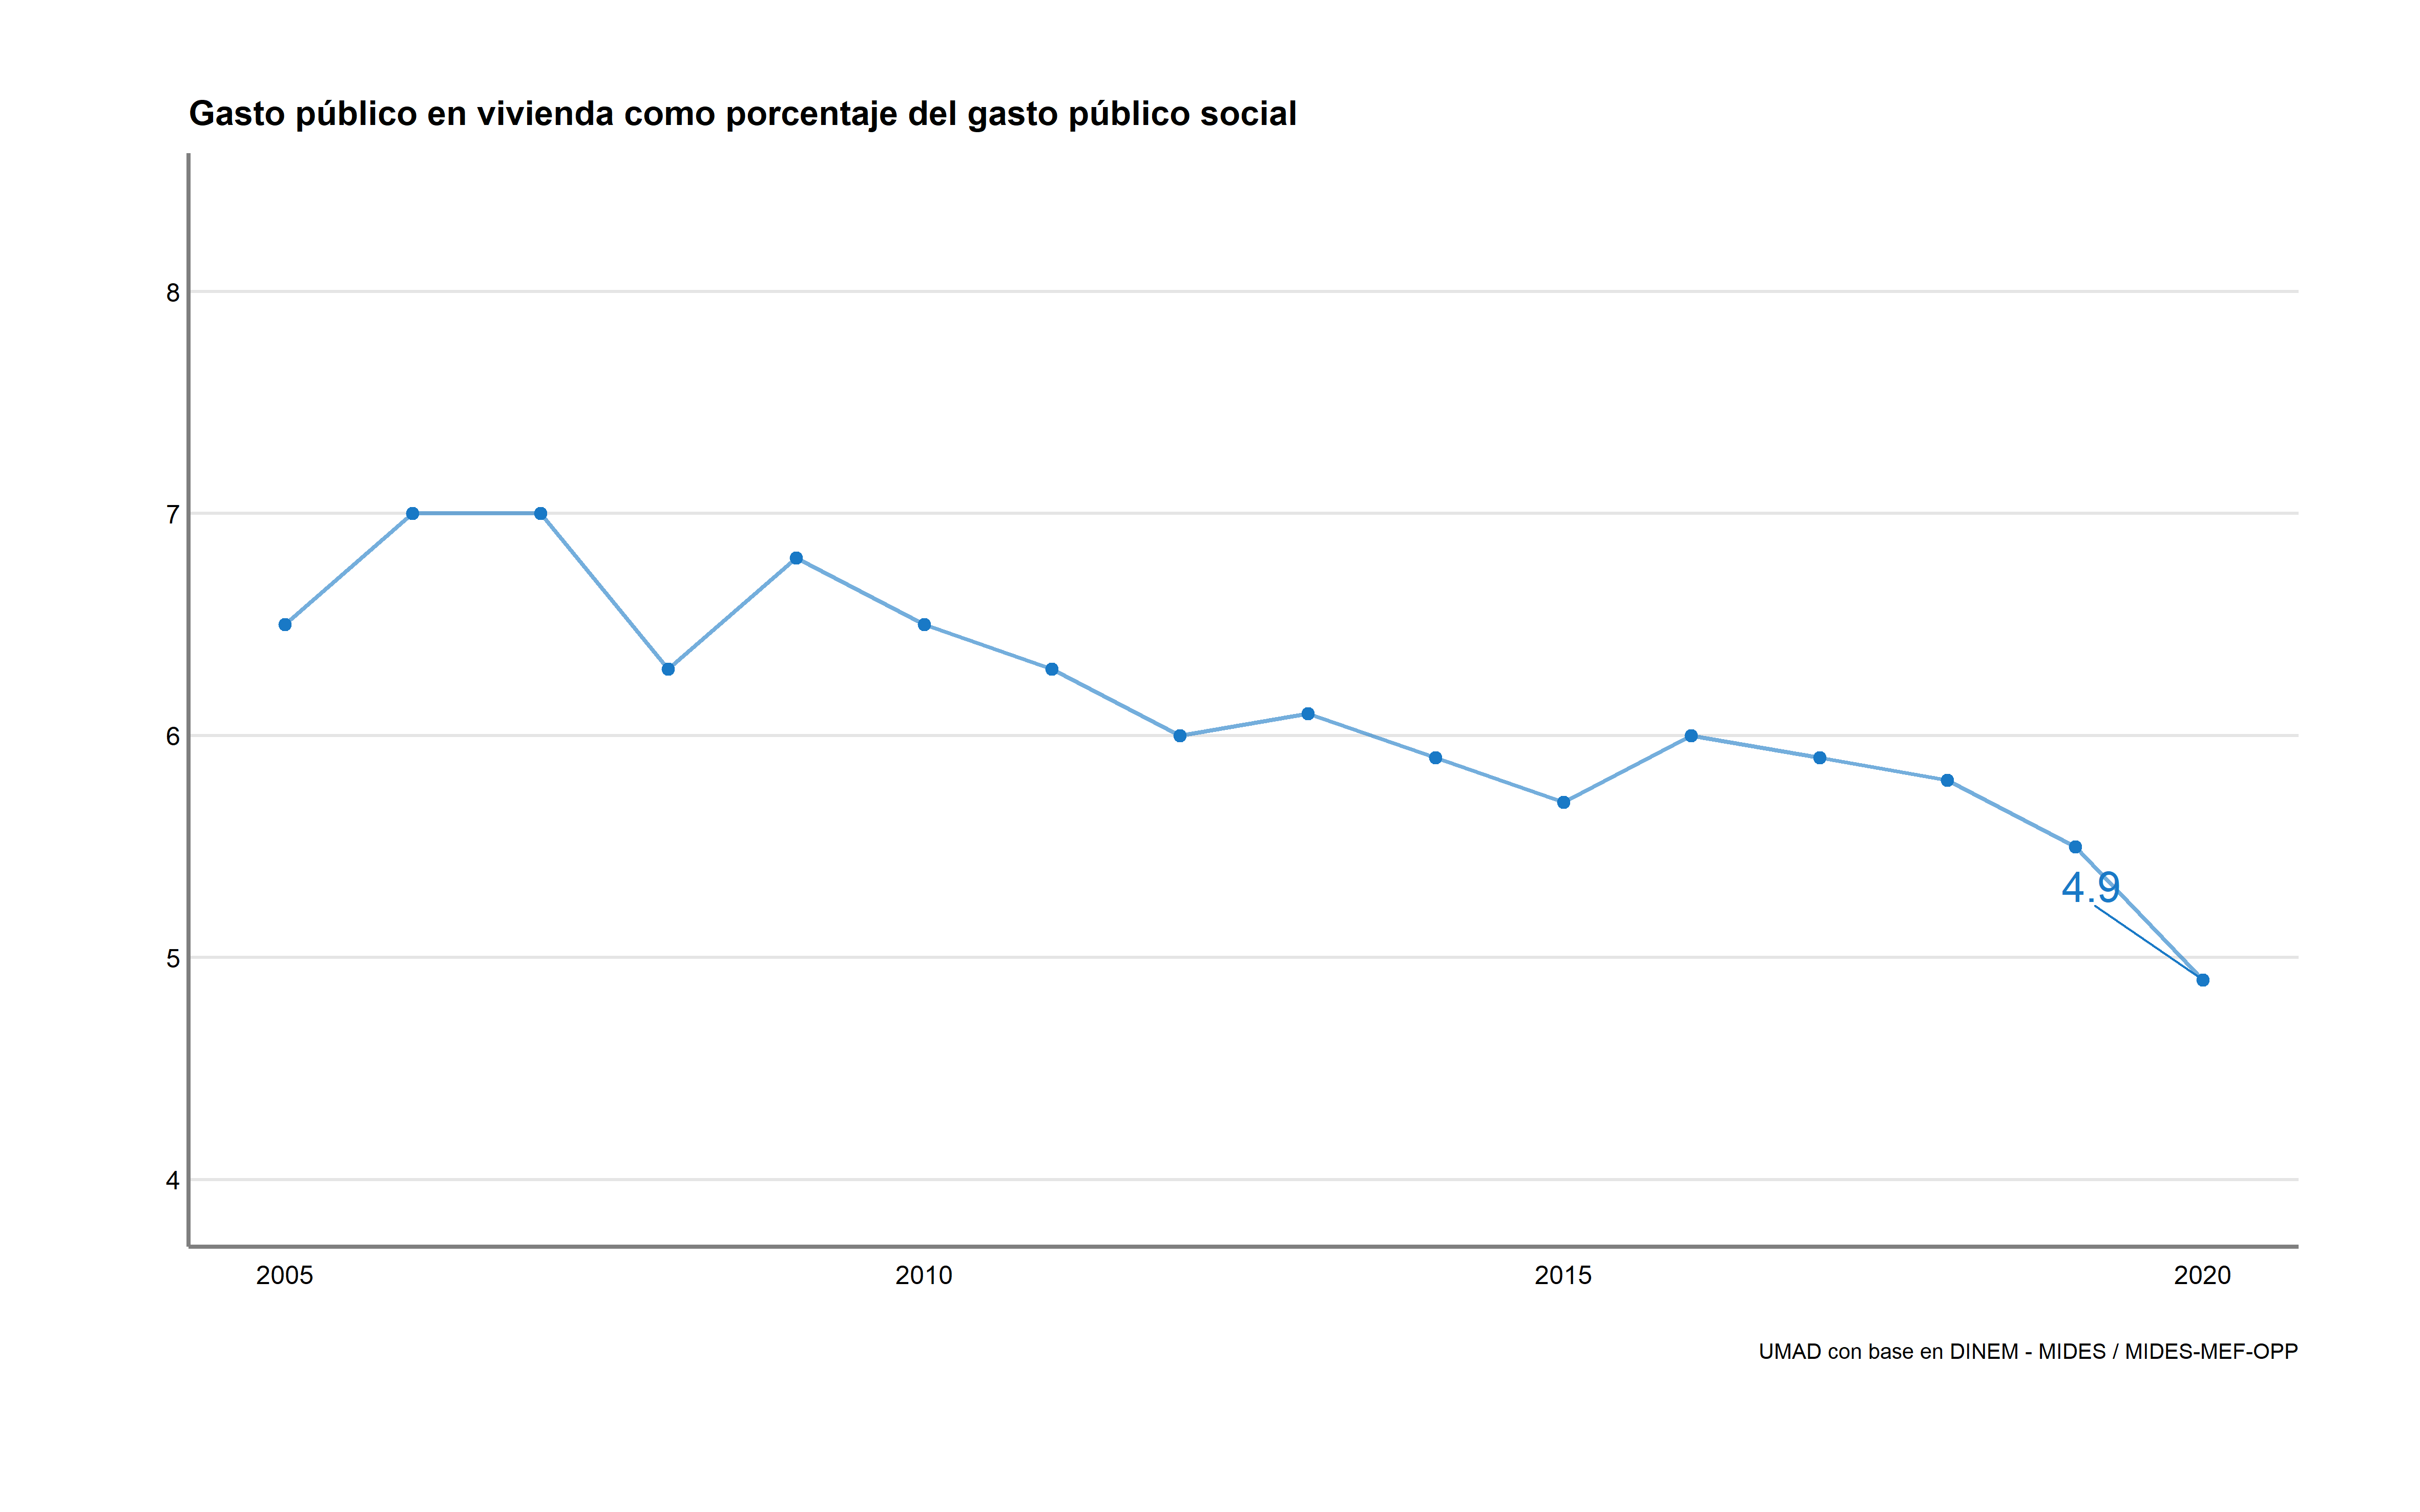 Gasto público en vivienda como porcentaje del gasto público social
8
7
6
5
4
4.9
2005 2010 2015 2020
UMAD con base en DINEM - MIDES / MIDES-MEF-OPP